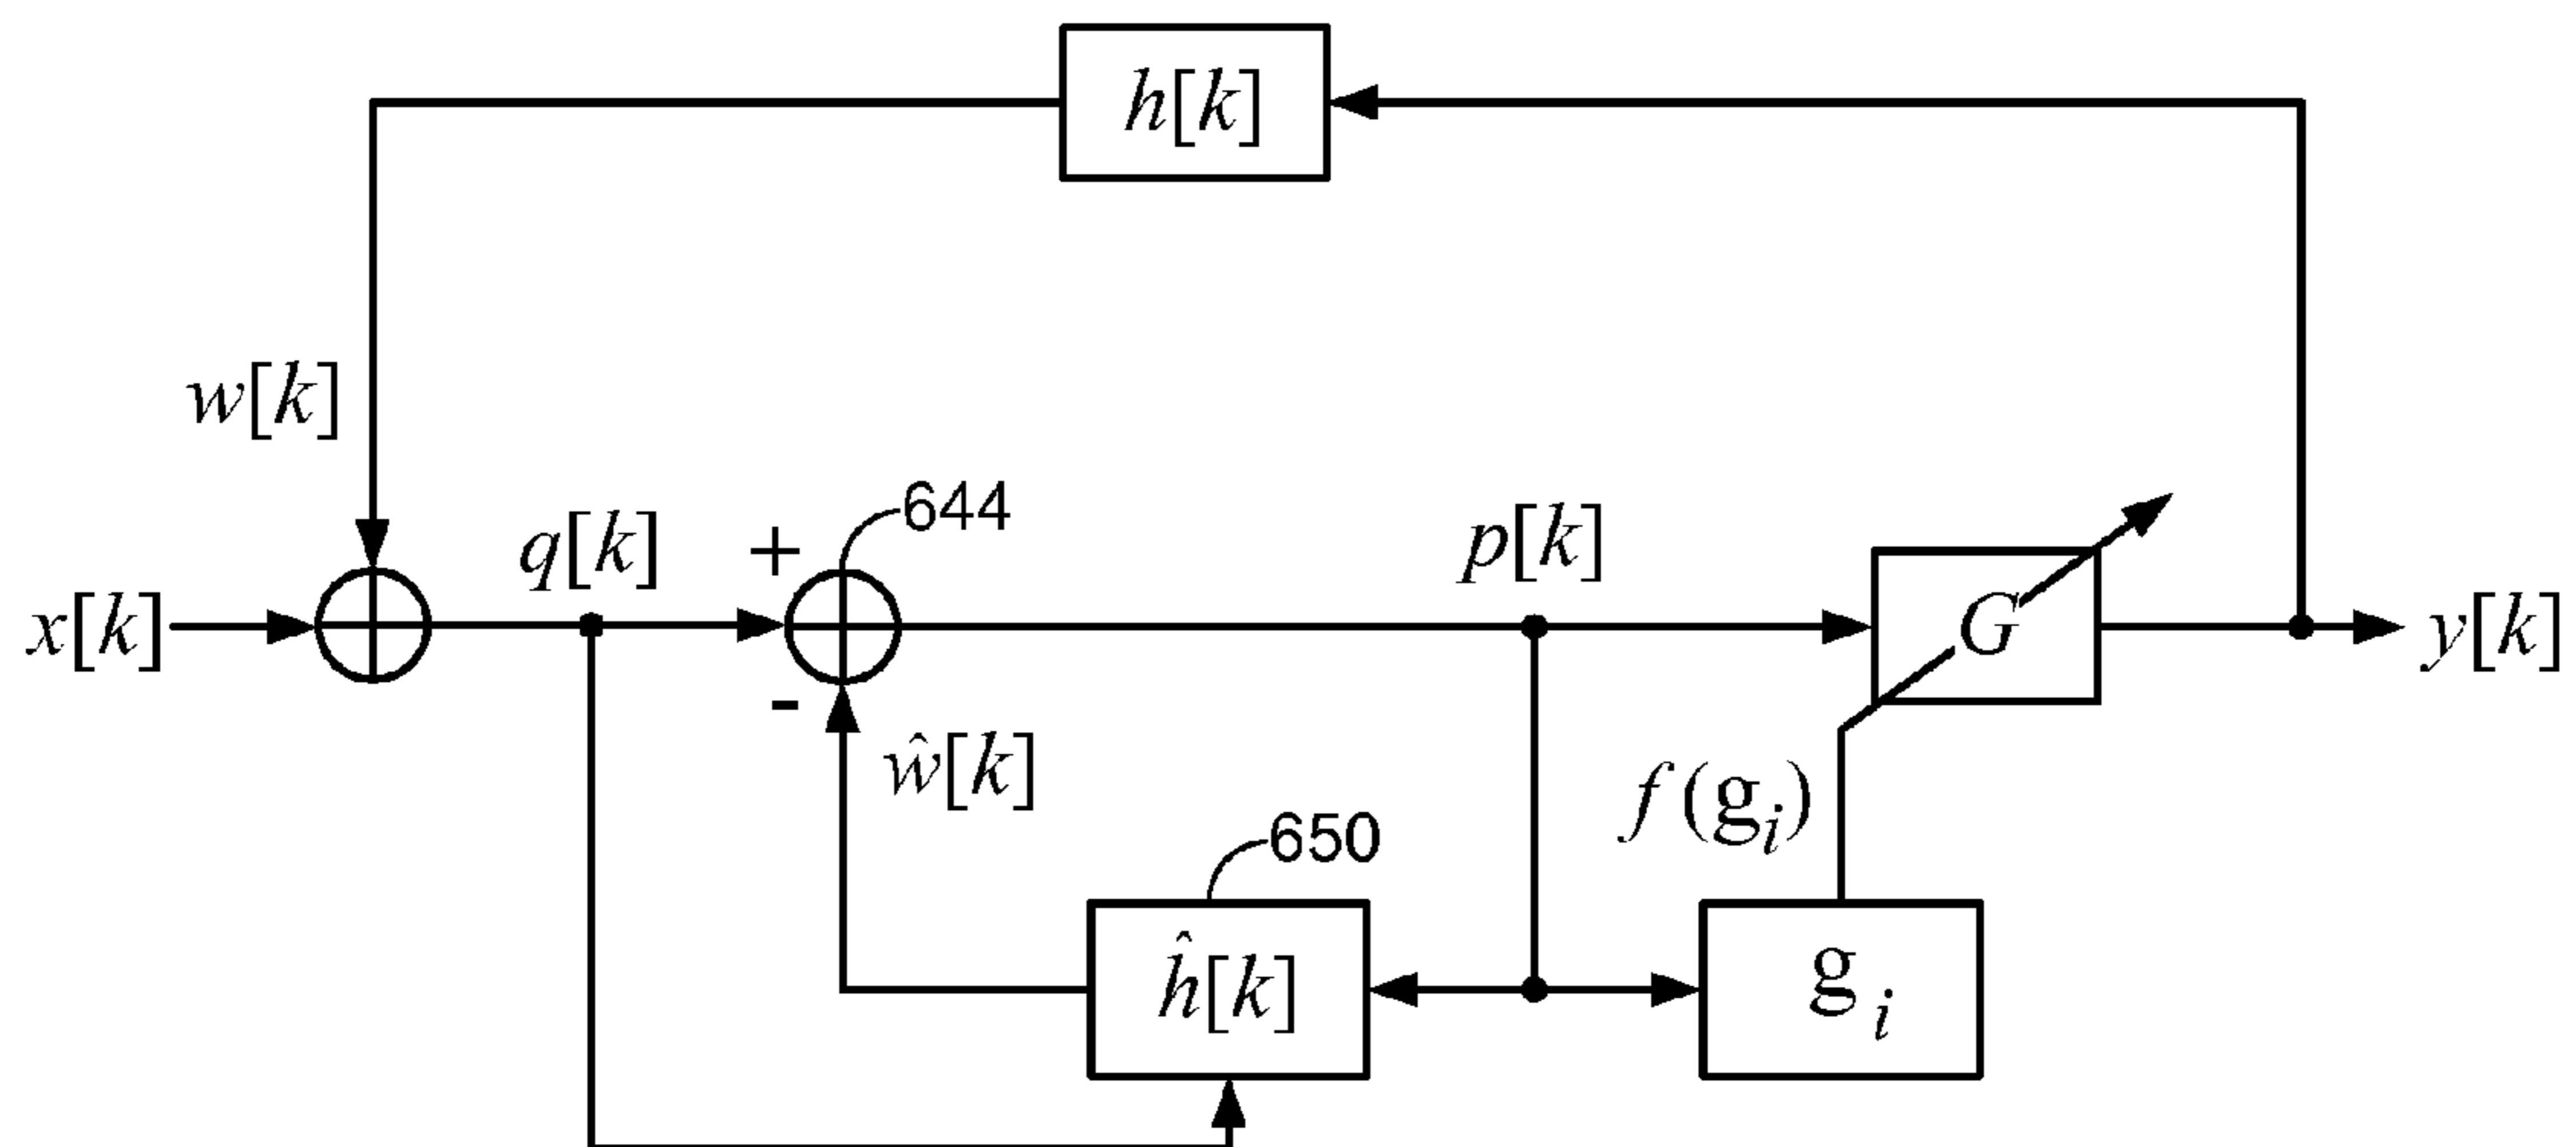 h[k]
w[k]
q[k]
+
644
p[k]
x[k]
G
y[k]
-
ŵ[k]
f(gᵢ)
650
ĥ[k]
gᵢ